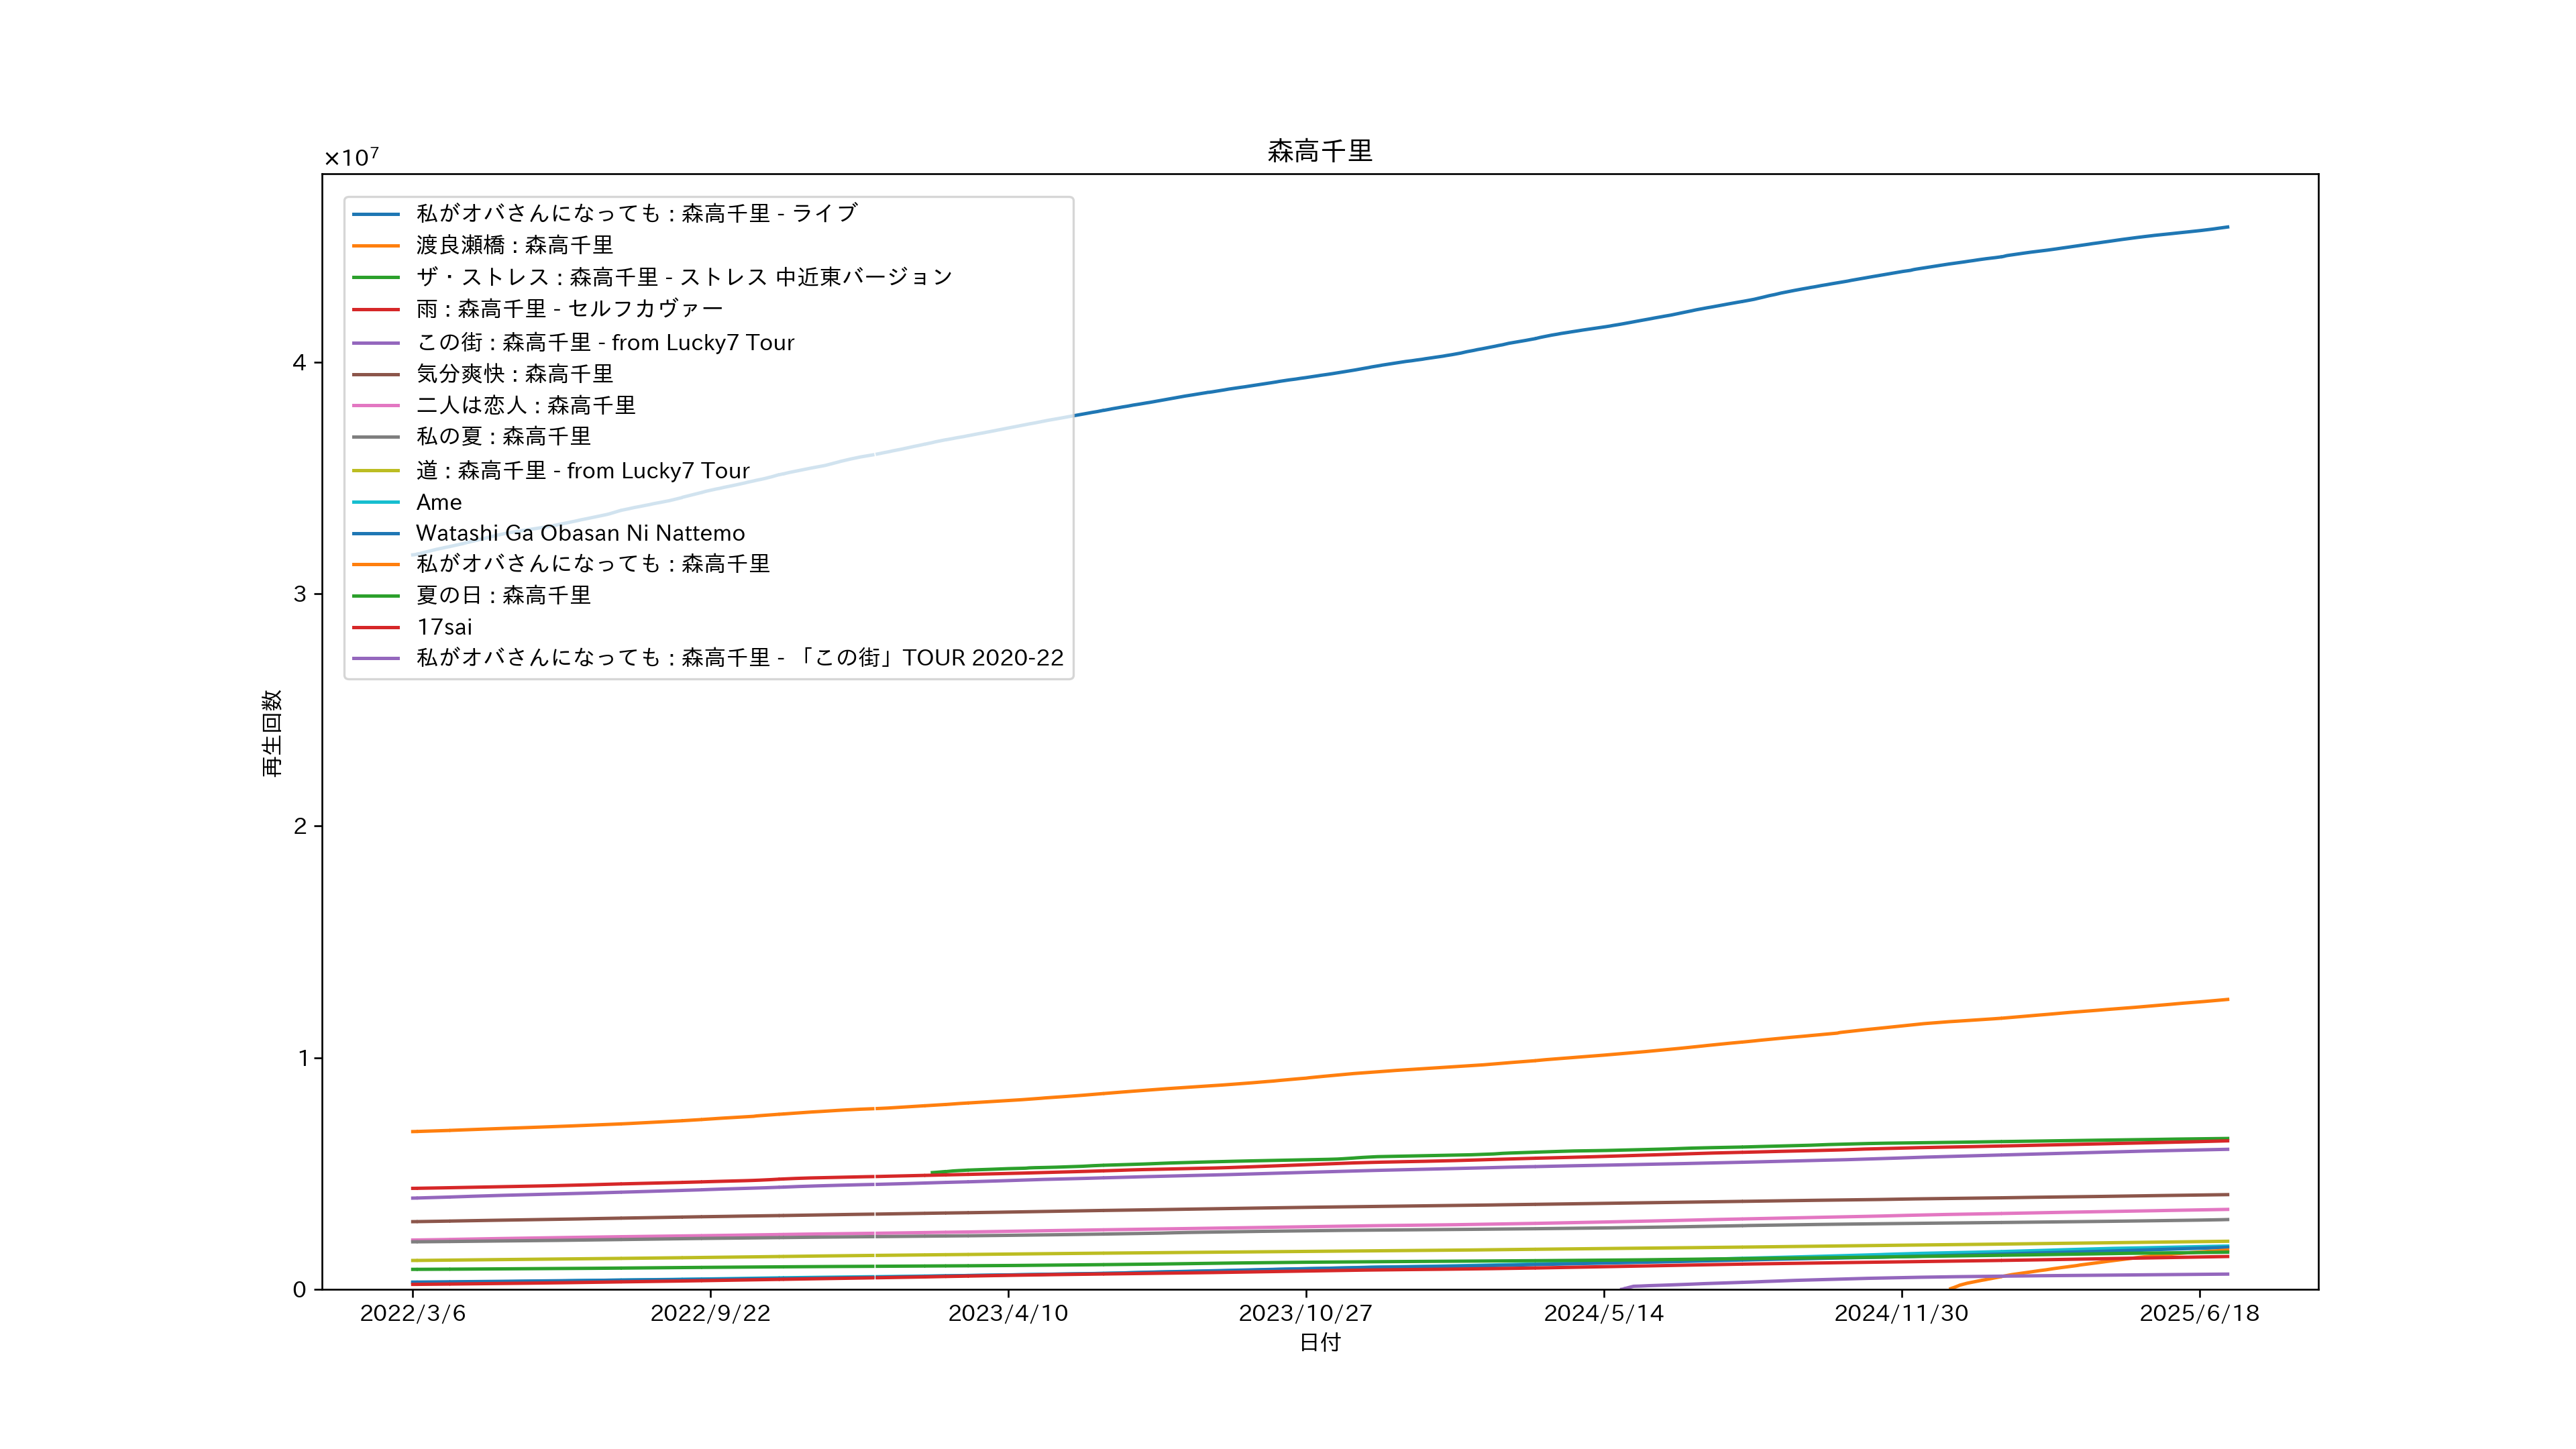 森高千里
×10⁷
私がオバさんになっても : 森高千里 - ライブ
渡良瀬橋 : 森高千里
ザ・ストレス : 森高千里 - ストレス 中近東バージョン
雨 : 森高千里 - セルフカヴァー
この街 : 森高千里 - from Lucky7 Tour
気分爽快 : 森高千里
二人は恋人 : 森高千里
私の夏 : 森高千里
道 : 森高千里 - from Lucky7 Tour
Ame
Watashi Ga Obasan Ni Nattemo
私がオバさんになっても : 森高千里
夏の日 : 森高千里
17sai
私がオバさんになっても : 森高千里 - 「この街」TOUR 2020-22
4
3
2
1
0
再生回数
2022/3/6
2022/9/22
2023/4/10
2023/10/27
2024/5/14
2024/11/30
2025/6/18
日付